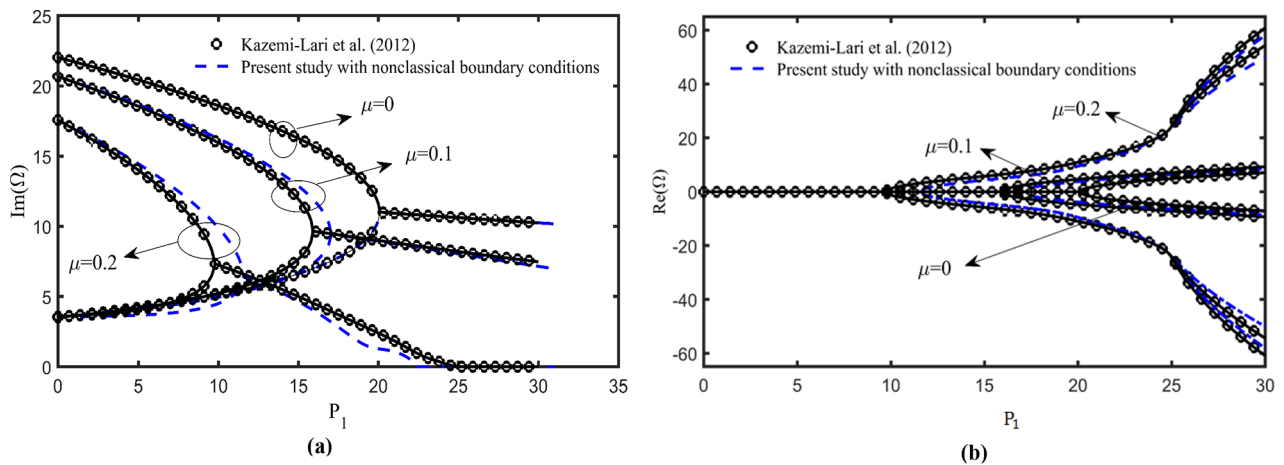 25
20
15
10
5
0
Im(Ω)
Kazemi-Lari et al. (2012)
Present study with nonclassical boundary conditions
μ=0
μ=0.1
μ=0.2
0 5 10 15 20 25 30 35
P1
(a)
60
40
20
0
-20
-40
-60
Re(Ω)
Kazemi-Lari et al. (2012)
Present study with nonclassical boundary conditions
μ=0.2
μ=0.1
μ=0
0 5 10 15 20 25 30
P1
(b)